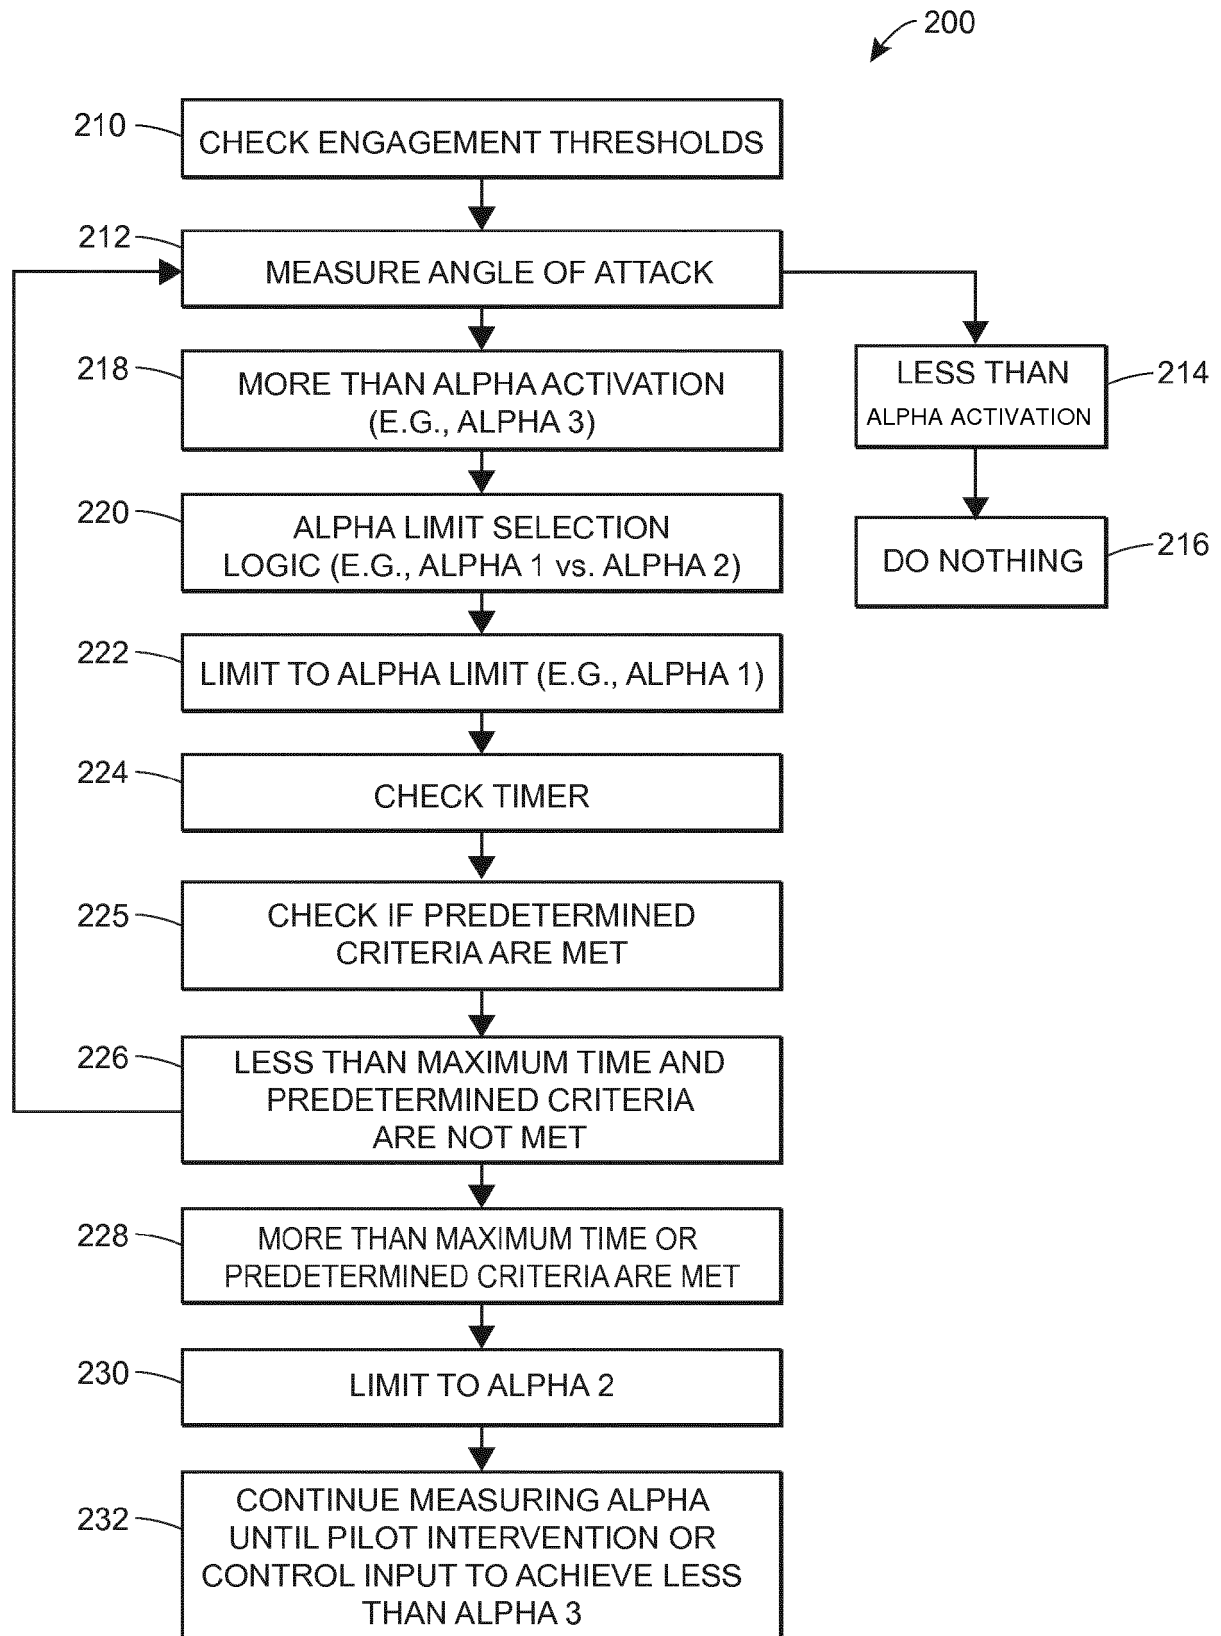 200
210
CHECK ENGAGEMENT THRESHOLDS
212
MEASURE ANGLE OF ATTACK
218
MORE THAN ALPHA ACTIVATION
(E.G., ALPHA 3)
LESS THAN
ALPHA ACTIVATION
214
220
ALPHA LIMIT SELECTION
LOGIC (E.G., ALPHA 1 vs. ALPHA 2)
DO NOTHING
216
222
LIMIT TO ALPHA LIMIT (E.G., ALPHA 1)
224
CHECK TIMER
225
CHECK IF PREDETERMINED
CRITERIA ARE MET
226
LESS THAN MAXIMUM TIME AND
PREDETERMINED CRITERIA
ARE NOT MET
228
MORE THAN MAXIMUM TIME OR
PREDETERMINED CRITERIA ARE MET
230
LIMIT TO ALPHA 2
232
CONTINUE MEASURING ALPHA
UNTIL PILOT INTERVENTION OR
CONTROL INPUT TO ACHIEVE LESS
THAN ALPHA 3